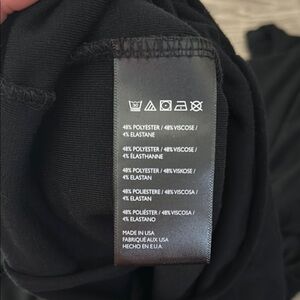 48% POLYESTER / 48% VISCOSE /
4% ELASTANE
48% POLYESTER / 48% VISCOSE /
4% ÉLASTHANNE
48% POLYESTER / 48% VISKOSE /
4% ELASTAN
48% POLIESTERE / 48% VISCOSA /
4% ELASTAN
48% POLIÉSTER / 48% VISCOSA /
4% ELASTANO
MADE IN USA
FABRIQUÉ AUX USA
HECHO EN E.U.A.